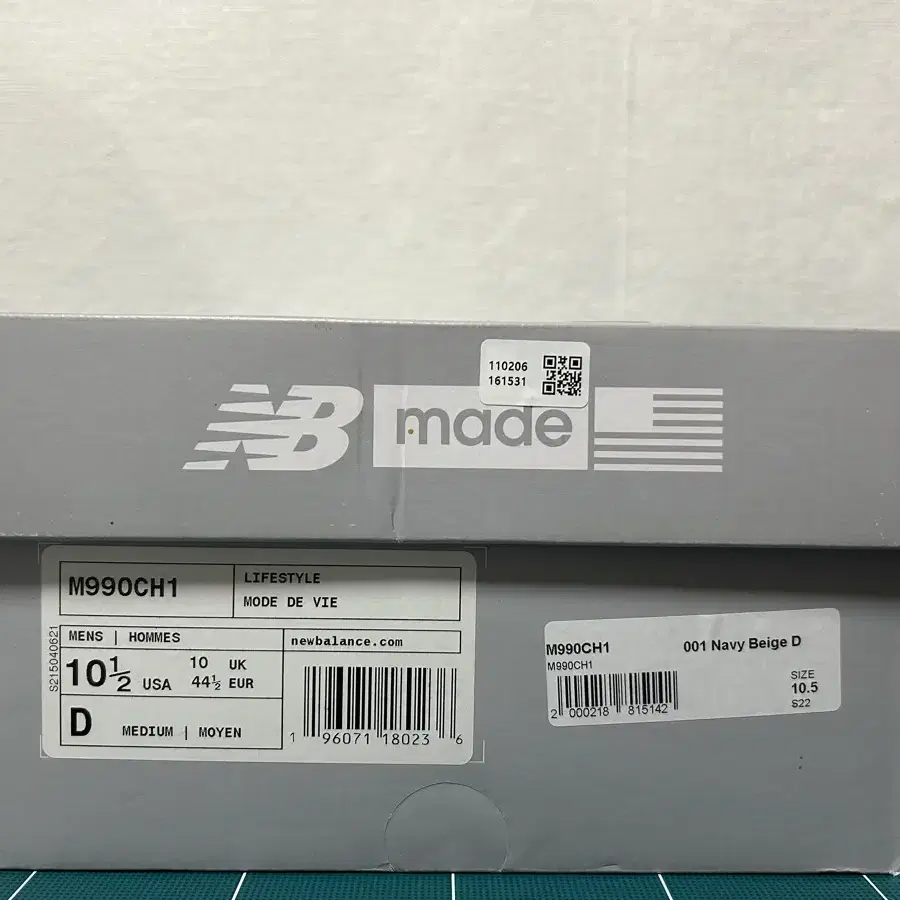 110206
161531
NB made
M990CH1
LIFESTYLE
MODE DE VIE
S215040621
MENS | HOMMES
newbalance.com
10½ USA
10 UK
44½ EUR
D MEDIUM | MOYEN
1 96071 18023 6
M990CH1 001 Navy Beige D
M990CH1
SIZE
10.5
S22
2 000218 815142